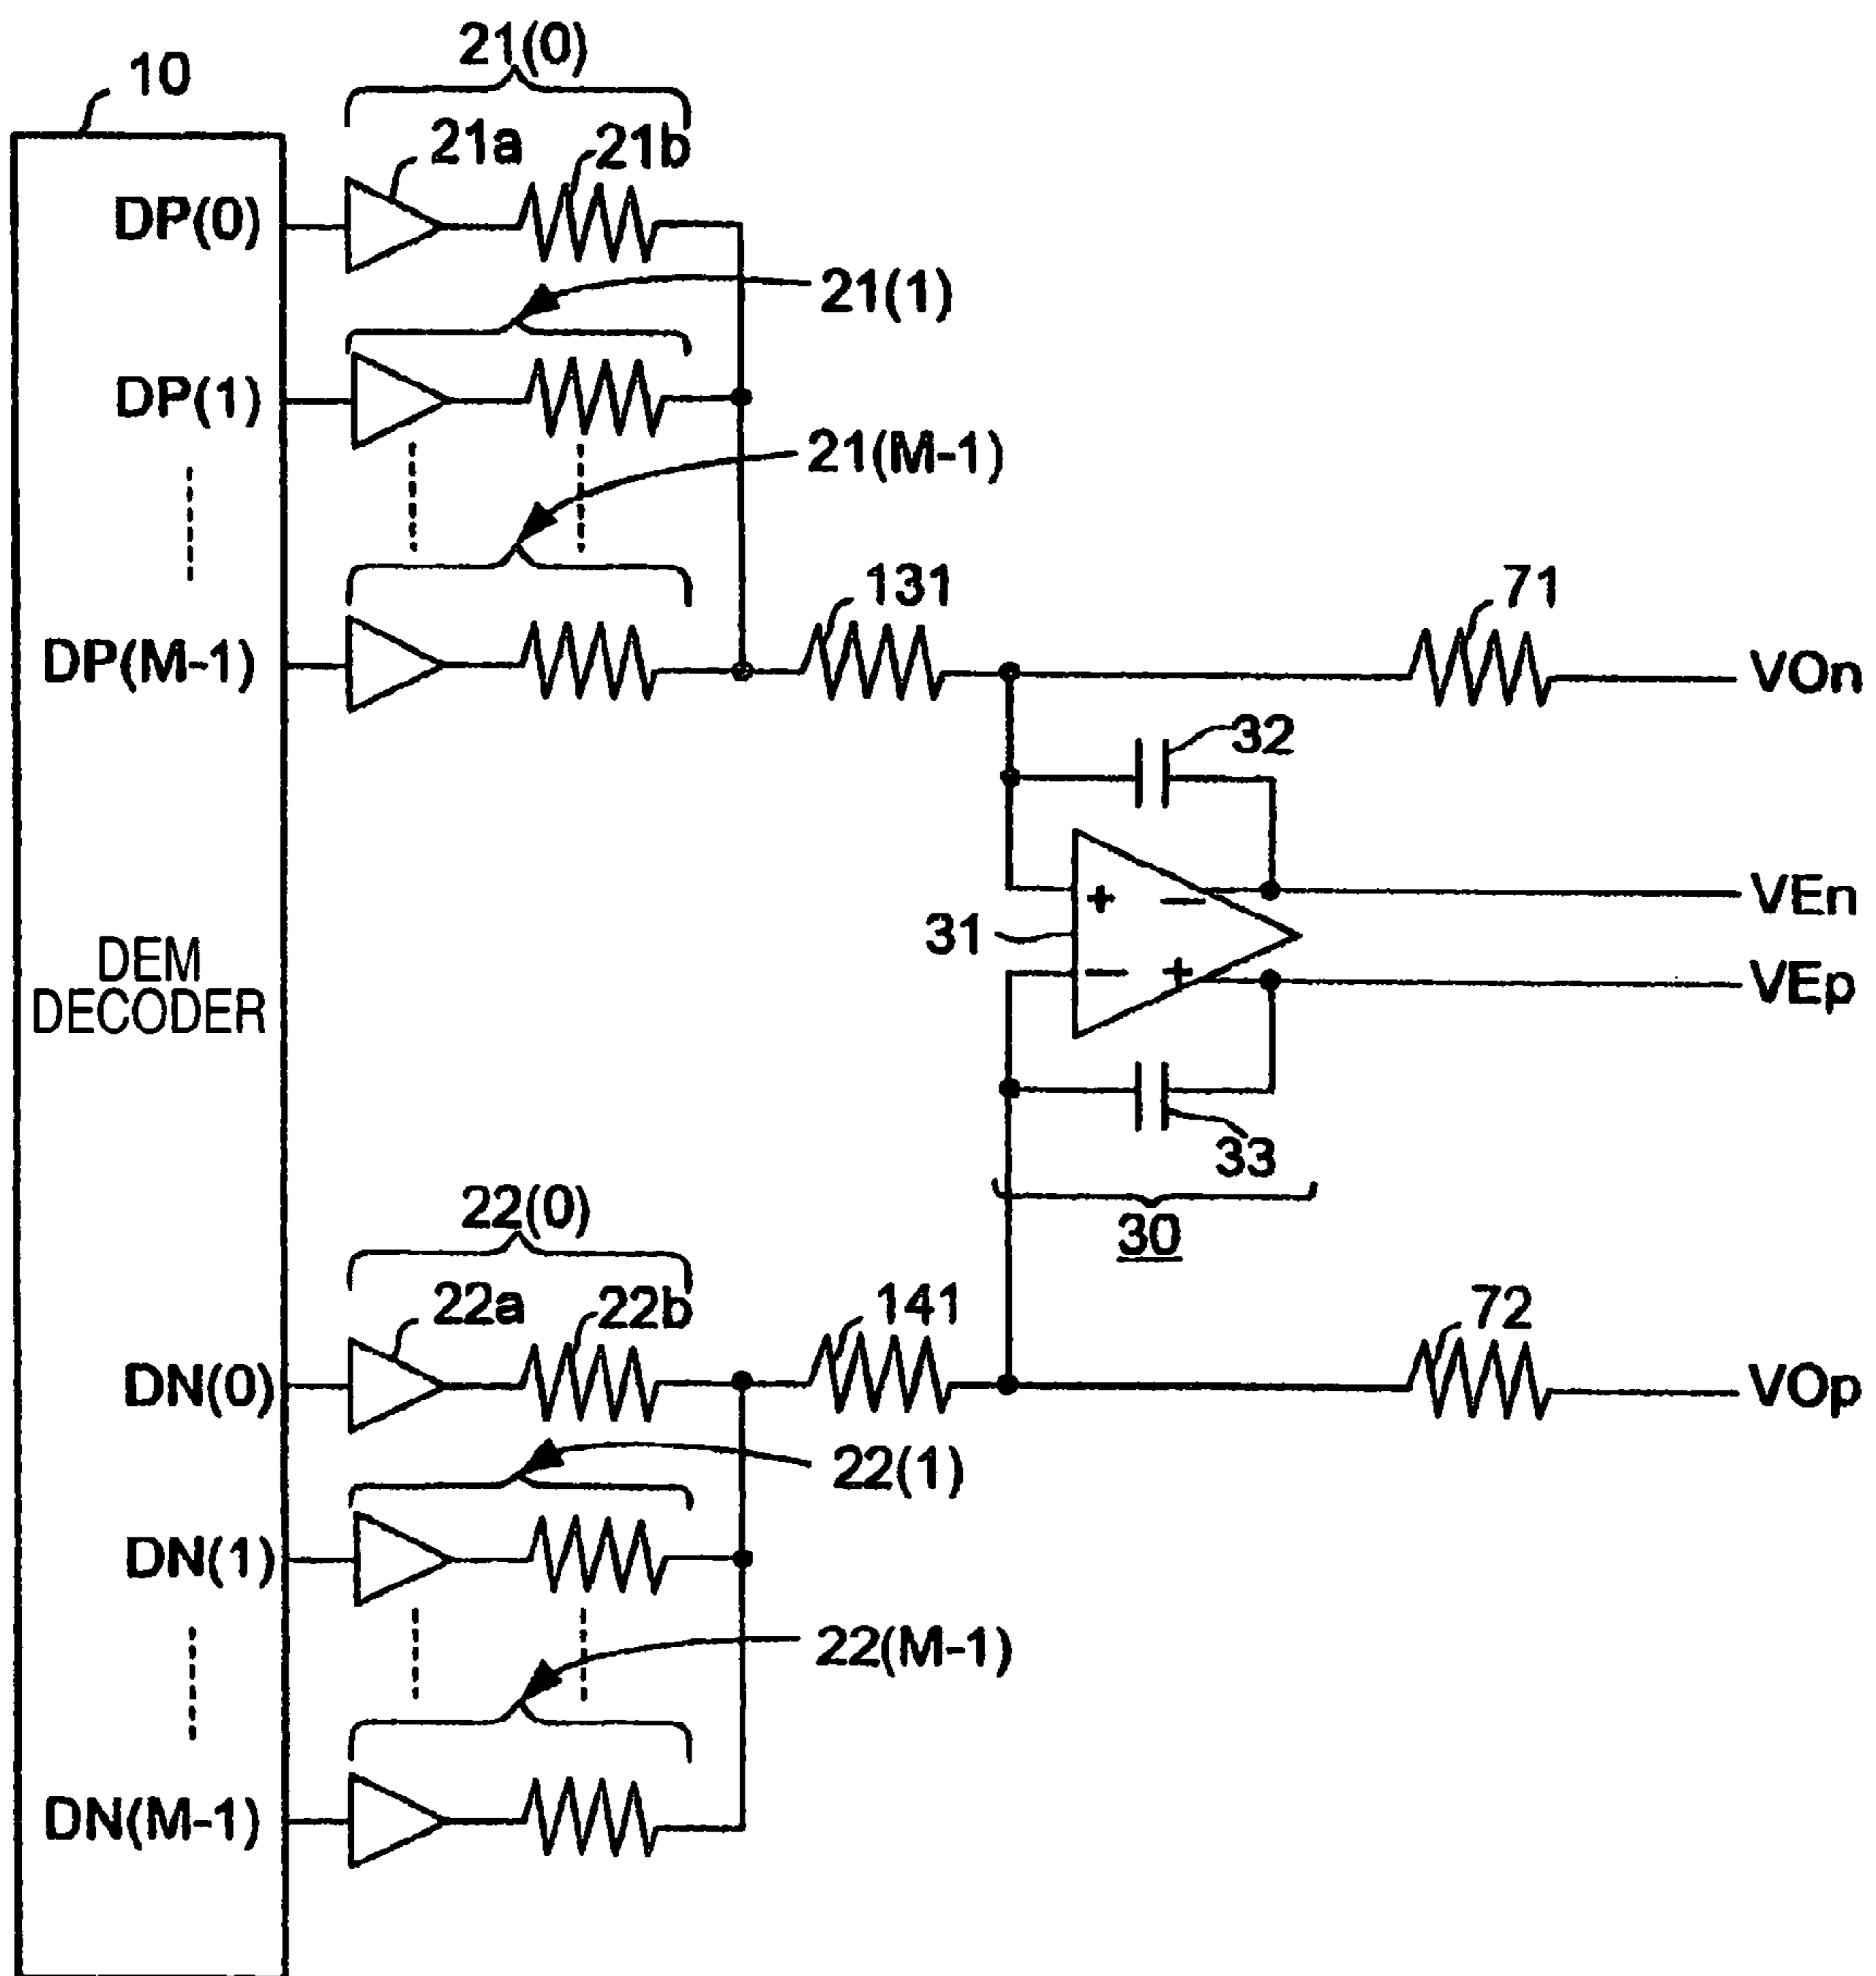 10
21(0)
21a
21b
DP(0)
21(1)
DP(1)
21(M-1)
DP(M-1)
131
71
VOn
32
+
−
VEn
31
DEM
DECODER
−
+
VEp
33
30
22(0)
22a
22b
141
72
DN(0)
VOp
22(1)
DN(1)
22(M-1)
DN(M-1)